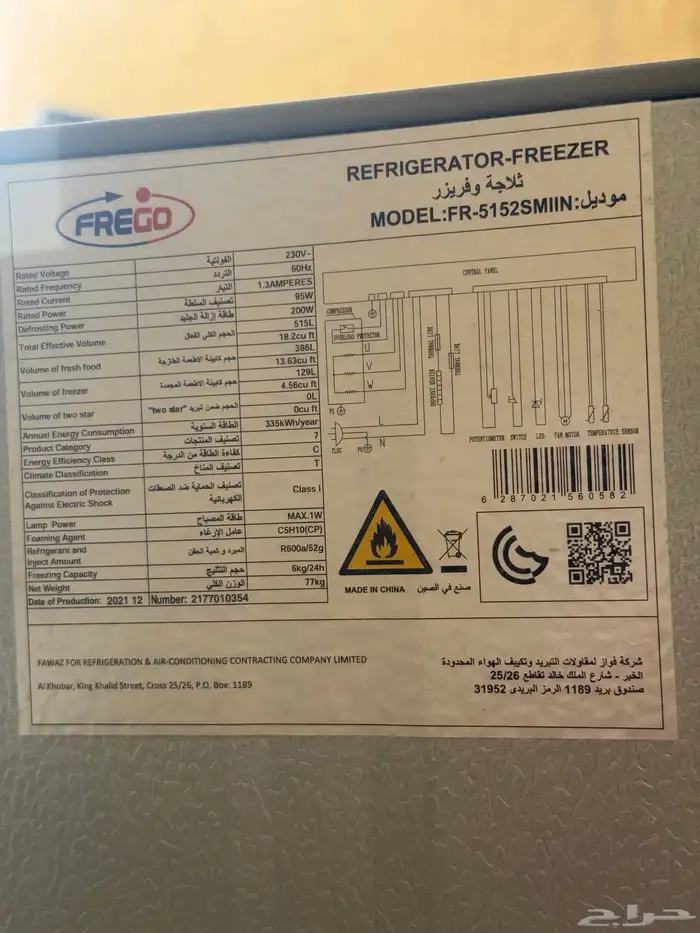 FREGO
REFRIGERATOR-FREEZER
ثلاجة وفريزر
MODEL:FR-5152SMIIN:موديل
Rated Voltage الفولتية 230V~
Rated Frequency التردد 60Hz
Rated Current التيار 1.3AMPERES
Rated Power تصنيف السلطة 95W
Defrosting Power طاقة إزالة الجليد 200W
Total Effective Volume الحجم الكلي الفعال 515L
18.2cu ft
Volume of fresh food حجم كابينة الاطعمة الطازجة 386L
13.63cu ft
Volume of freezer حجم كابينة الاطعمة المجمدة 129L
4.56cu ft
Volume of two star الحجم ضمن تبريد "two star" 0L
0cu ft
Annual Energy Consumption الطاقة السنوية 335kWh/year
Product Category تصنيف المنتجات 7
Energy Efficiency Class كفاءة الطاقة من الدرجة C
Climate Classification تصنيف المناخ T
Classification of Protection Against Electric Shock تصنيف الحماية ضد الصعقات الكهربائية Class I
Lamp Power طاقة المصباح MAX.1W
Foaming Agent عامل الإرغاء C5H10(CP)
Refrigerant and Inject Amount المبرد و كمية الحقن R600a/52g
Freezing Capacity حجم التثليج 6kg/24h
Net Weight الوزن الكلي 77kg
Date of Production: 2021 12 Number: 2177010354
CONTROL PANEL
COMPRESSOR
OVERLOAD PROTECTOR
U
V
W
PE
L
N
PLUG
PE
DEFROST HEATER
THERMAL FUSE
POTENTIOMETER SWITCH LED FAN MOTOR TEMPERATURE SENSOR
6 287021 560582
MADE IN CHINA صنع في الصين
FAWAZ FOR REFRIGERATION & AIR-CONDITIONING CONTRACTING COMPANY LIMITED
Al Khobar, King Khalid Street, Cross 25/26, P.O. Box: 1189
شركة فواز لمقاولات التبريد وتكييف الهواء المحدودة
الخبر - شارع الملك خالد تقاطع 25/26
صندوق بريد 1189 الرمز البريدى 31952
حراج